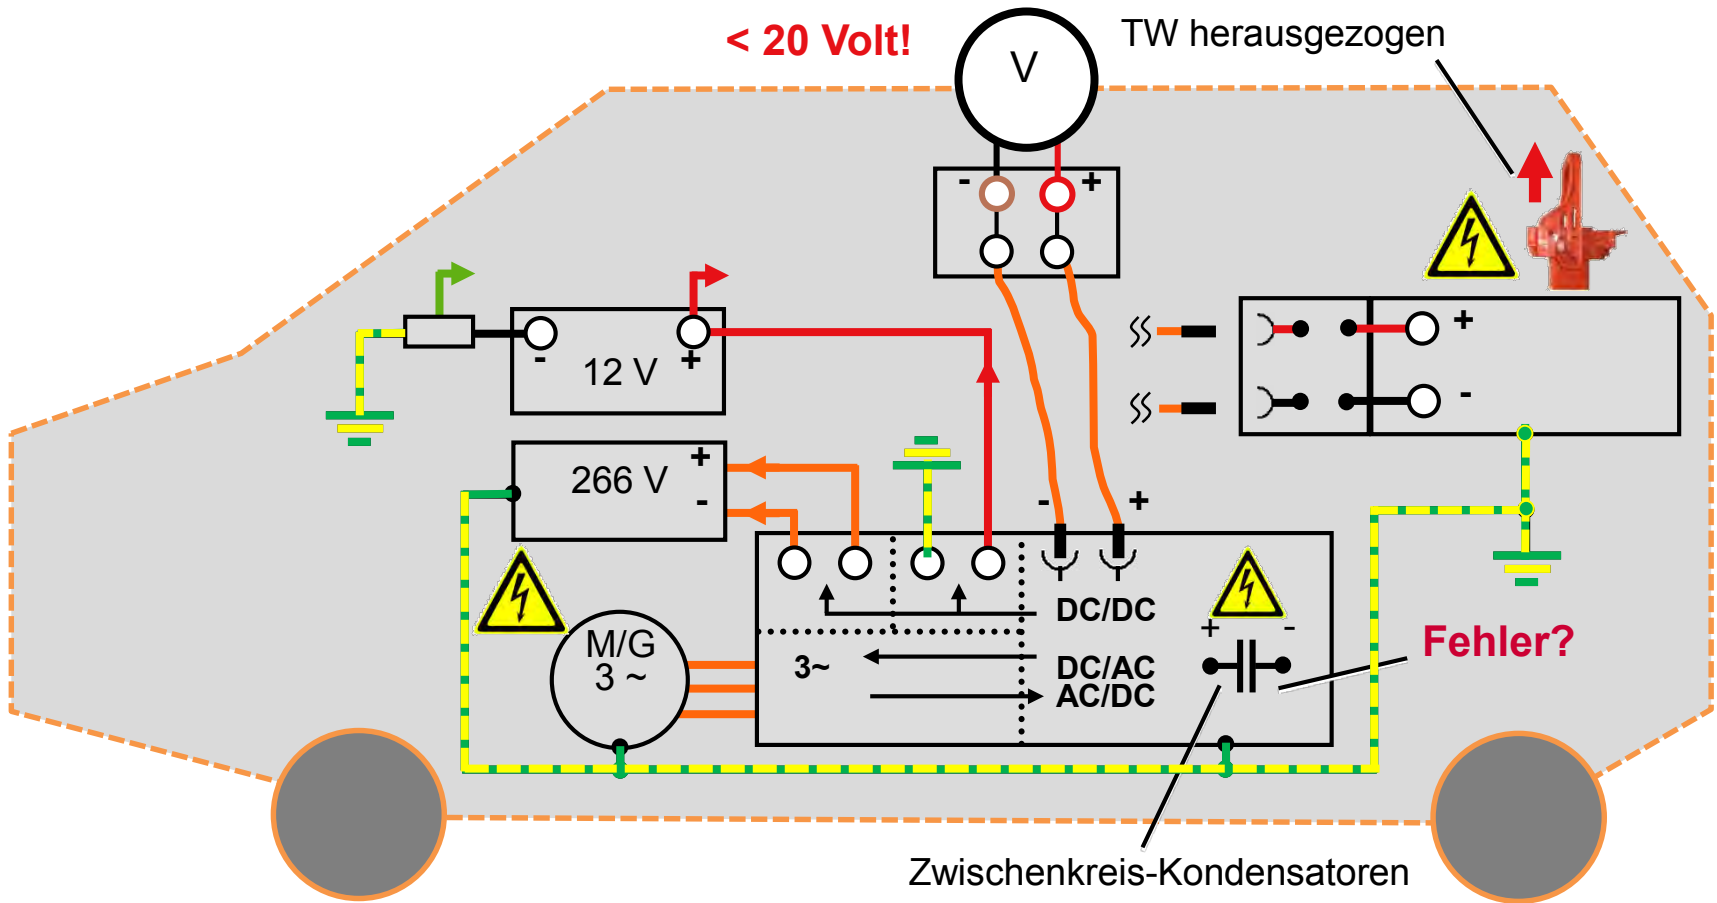 < 20 Volt!
V
TW herausgezogen
- +
+
-
12 V
- +
266 V
+
-
- +
DC/DC
M/G
3 ~
3~
DC/AC
AC/DC
+ -
Fehler?
Zwischenkreis-Kondensatoren